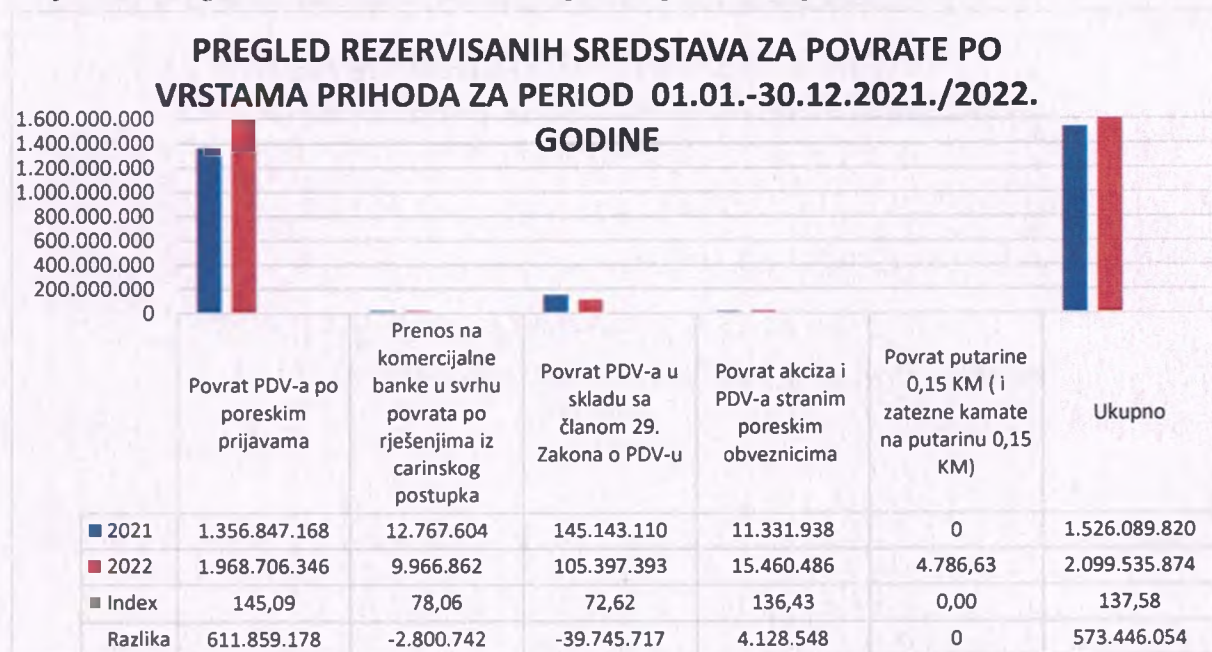 PREGLED REZERVISANIH SREDSTAVA ZA POVRATE PO
VRSTAMA PRIHODA ZA PERIOD 01.01.-30.12.2021./2022.
GODINE
1.600.000.000
1.400.000.000
1.200.000.000
1.000.000.000
800.000.000
600.000.000
400.000.000
200.000.000
0
Povrat PDV-a po
poreskim
prijavama
Prenos na
komercijalne
banke u svrhu
povrata po
rješenjima iz
carinskog
postupka
Povrat PDV-a u
skladu sa
članom 29.
Zakona o PDV-u
Povrat akciza i
PDV-a stranim
poreskim
obveznicima
Povrat putarine
0,15 KM ( i
zatezne kamate
na putarinu 0,15
KM)
Ukupno
2021 1.356.847.168 12.767.604 145.143.110 11.331.938 0 1.526.089.820
2022 1.968.706.346 9.966.862 105.397.393 15.460.486 4.786,63 2.099.535.874
Index 145,09 78,06 72,62 136,43 0,00 137,58
Razlika 611.859.178 -2.800.742 -39.745.717 4.128.548 0 573.446.054